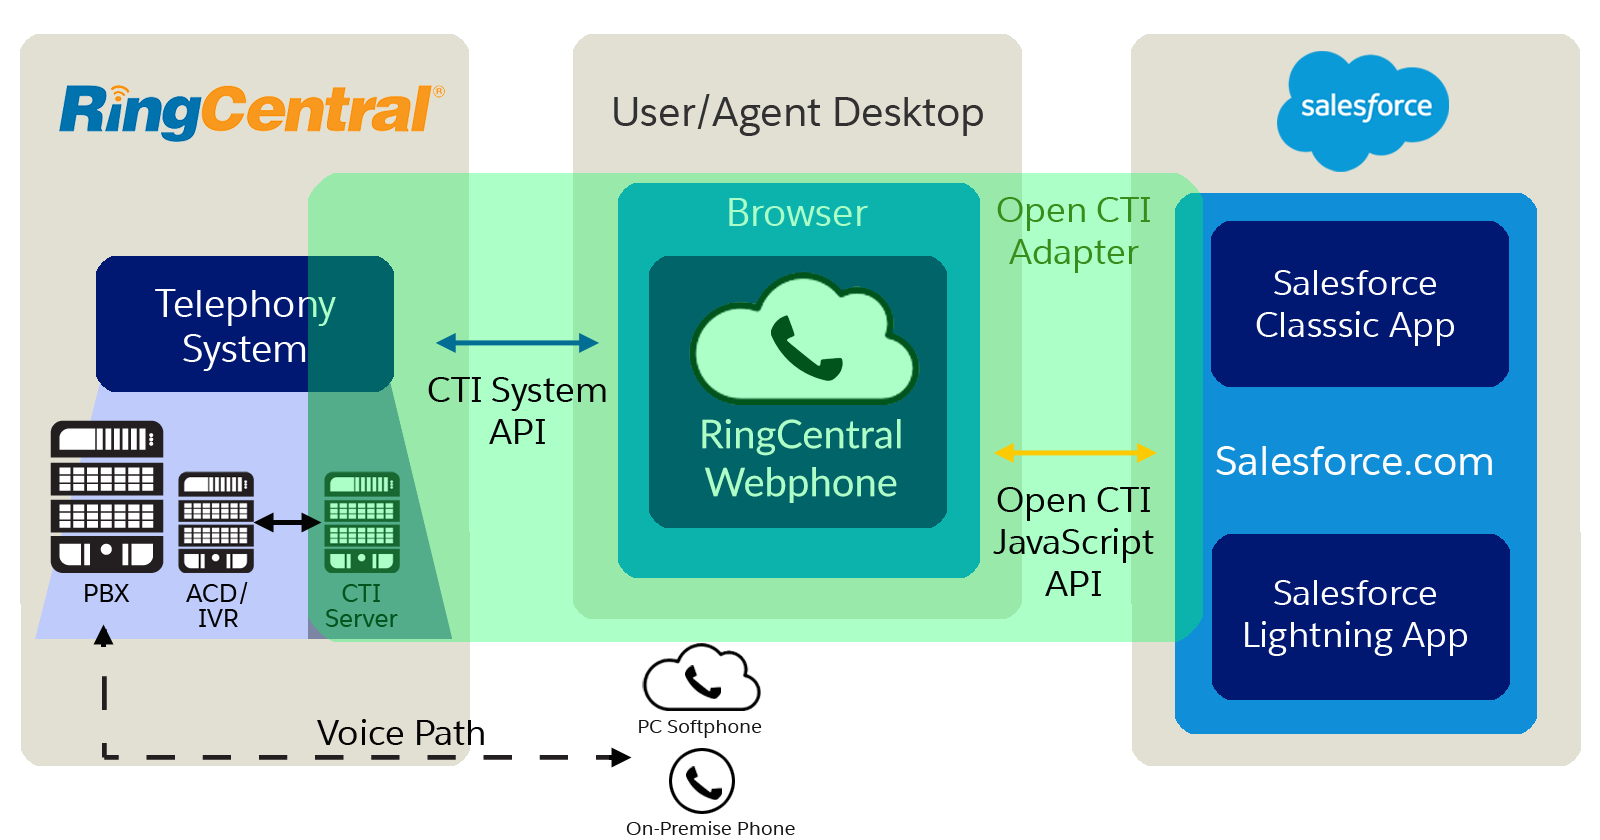 RingCentral®
User/Agent Desktop
salesforce
Browser
Open CTI
Adapter
Telephony
System
CTI System
API
RingCentral
Webphone
Open CTI
JavaScript
API
Salesforce
Classsic App
Salesforce.com
Salesforce
Lightning App
PBX
ACD/
IVR
CTI
Server
Voice Path
PC Softphone
On-Premise Phone